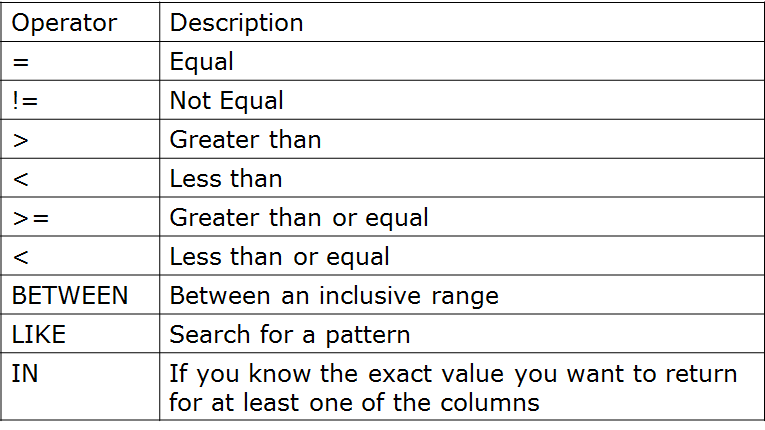 Operator Description
= Equal
!= Not Equal
> Greater than
< Less than
>= Greater than or equal
< Less than or equal
BETWEEN Between an inclusive range
LIKE Search for a pattern
IN If you know the exact value you want to return
for at least one of the columns